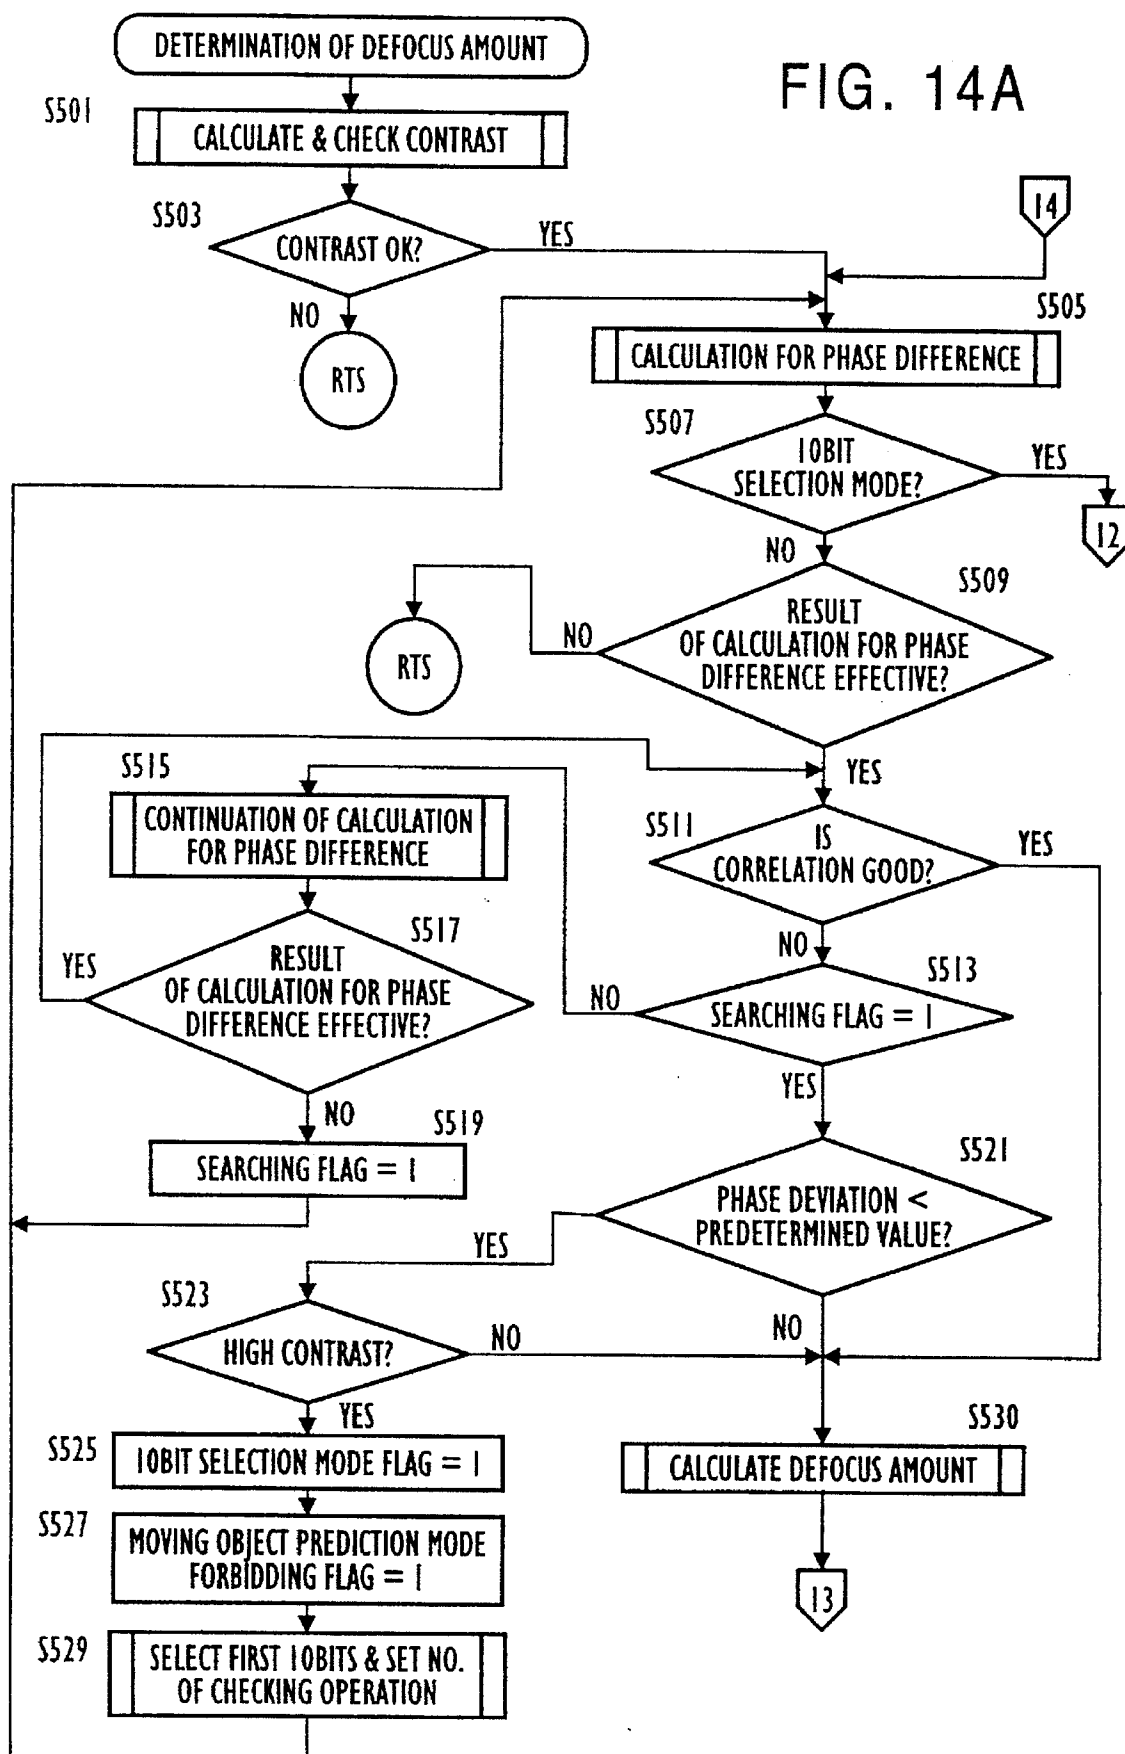 DETERMINATION OF DEFOCUS AMOUNT
FIG. 14A
S501
CALCULATE & CHECK CONTRAST
S503
CONTRAST OK?
YES
14
NO
RTS
S505
CALCULATION FOR PHASE DIFFERENCE
S507
10BIT
SELECTION MODE?
YES
12
NO
S509
RESULT
OF CALCULATION FOR PHASE
DIFFERENCE EFFECTIVE?
NO
RTS
YES
S515
CONTINUATION OF CALCULATION
FOR PHASE DIFFERENCE
S511
IS
CORRELATION GOOD?
YES
NO
S517
RESULT
OF CALCULATION FOR PHASE
DIFFERENCE EFFECTIVE?
YES
NO
S513
SEARCHING FLAG = 1
NO
YES
S519
SEARCHING FLAG = 1
S521
PHASE DEVIATION <
PREDETERMINED VALUE?
YES
NO
S523
HIGH CONTRAST?
NO
YES
S525
10BIT SELECTION MODE FLAG = 1
S530
CALCULATE DEFOCUS AMOUNT
S527
MOVING OBJECT PREDICTION MODE
FORBIDDING FLAG = 1
13
S529
SELECT FIRST 10BITS & SET NO.
OF CHECKING OPERATION